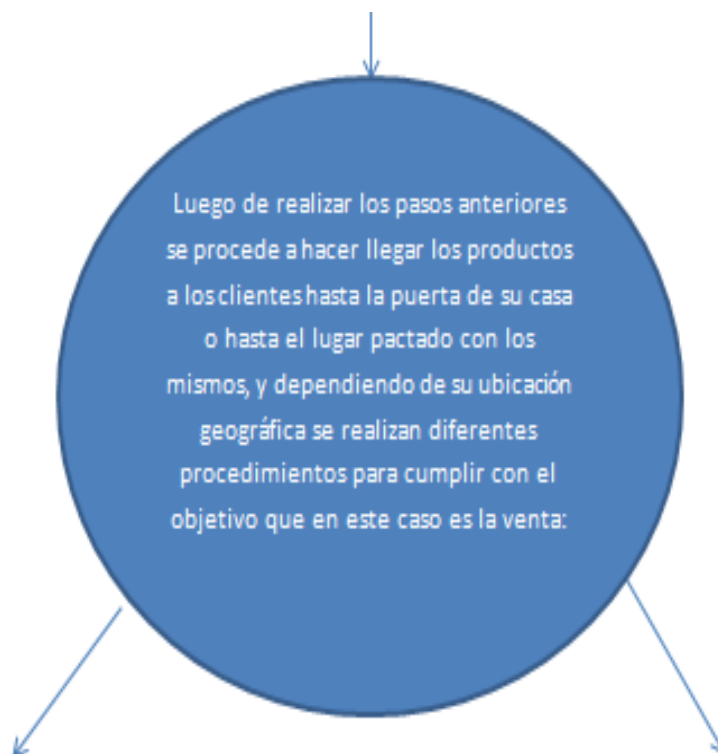 Luego de realizar los pasos anteriores
se procede a hacer llegar los productos
a los clientes hasta la puerta de su casa
o hasta el lugar pactado con los
mismos, y dependiendo de su ubicación
geográfica se realizan diferentes
procedimientos para cumplir con el
objetivo que en este caso es la venta: